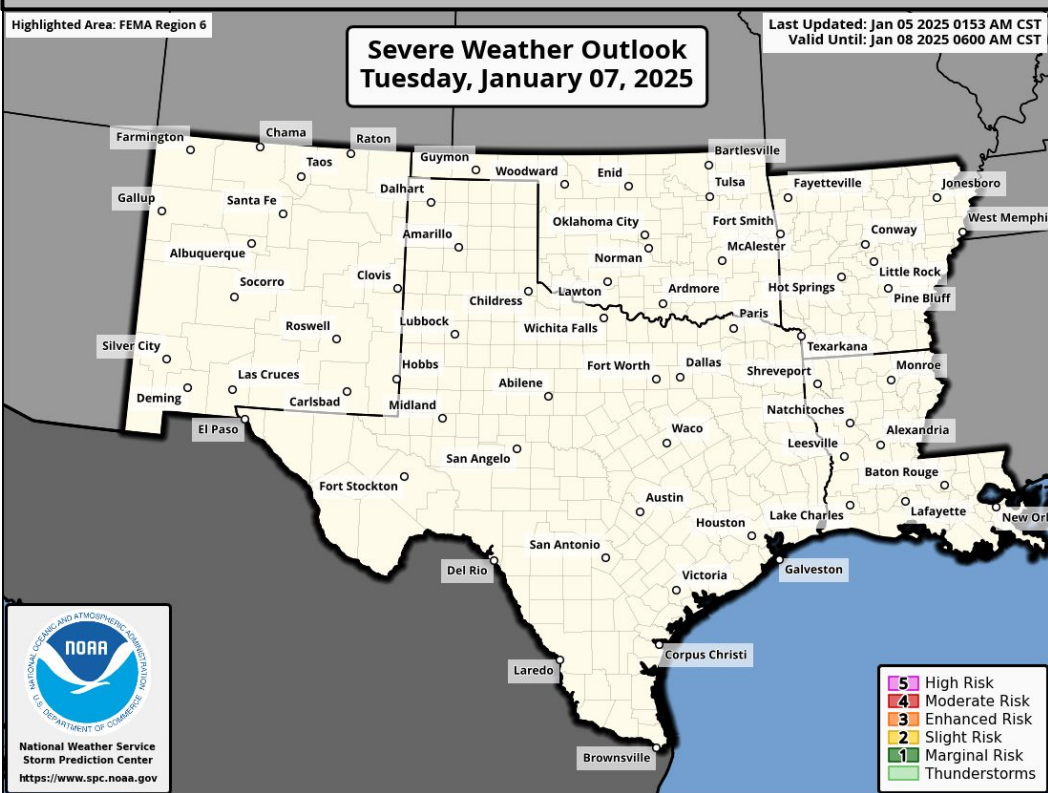 Highlighted Area: FEMA Region 6
Last Updated: Jan 05 2025 0153 AM CST
Valid Until: Jan 08 2025 0600 AM CST
Severe Weather Outlook
Tuesday, January 07, 2025
Farmington
Chama
Raton
Taos
Guymon
Woodward
Enid
Bartlesville
Tulsa
Fayetteville
Jonesboro
Gallup
Santa Fe
Dalhart
Oklahoma City
Fort Smith
West Memphi
Albuquerque
Amarillo
Norman
McAlester
Conway
Socorro
Clovis
Childress
Lawton
Ardmore
Hot Springs
Little Rock
Pine Bluff
Roswell
Lubbock
Wichita Falls
Paris
Texarkana
Silver City
Las Cruces
Hobbs
Fort Worth
Dallas
Shreveport
Monroe
Deming
Carlsbad
Midland
Abilene
Natchitoches
El Paso
Waco
Leesville
Alexandria
San Angelo
Baton Rouge
Fort Stockton
Austin
Houston
Lake Charles
Lafayette
New Orl
San Antonio
Del Rio
Victoria
Galveston
Laredo
Corpus Christi
Brownsville
NATIONAL OCEANIC AND ATMOSPHERIC ADMINISTRATION
NOAA
U.S. DEPARTMENT OF COMMERCE
National Weather Service
Storm Prediction Center
https://www.spc.noaa.gov
5 High Risk
4 Moderate Risk
3 Enhanced Risk
2 Slight Risk
1 Marginal Risk
Thunderstorms